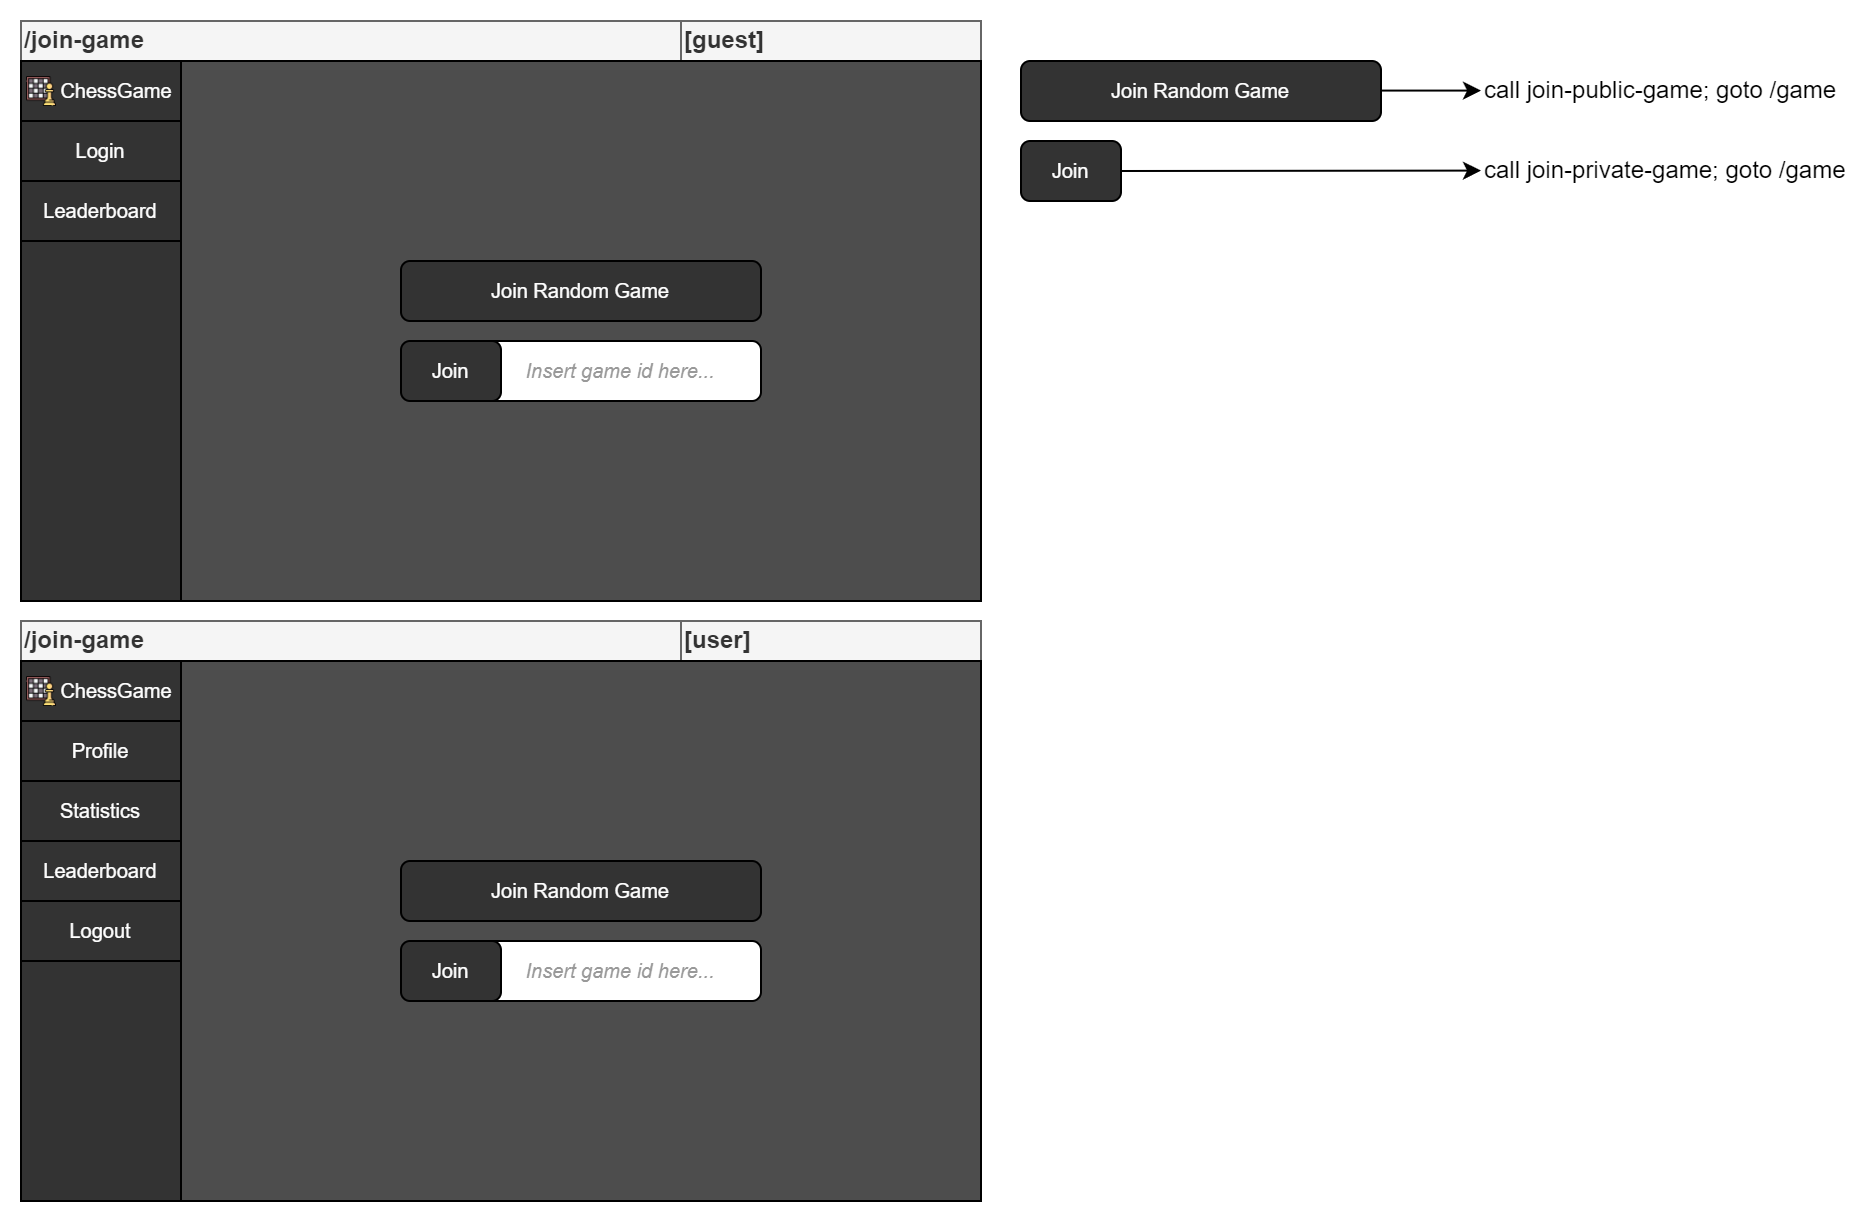 /join-game
[guest]
ChessGame
Login
Leaderboard
Join Random Game
Join
Insert game id here...
Join Random Game
call join-public-game; goto /game
Join
call join-private-game; goto /game
/join-game
[user]
ChessGame
Profile
Statistics
Leaderboard
Logout
Join Random Game
Join
Insert game id here...